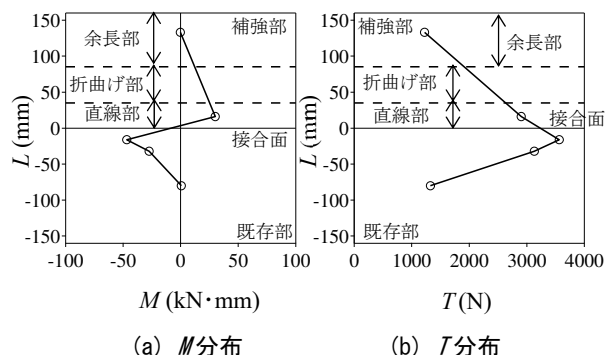 150
100
50
0
-50
-100
-150
L (mm)
余長部
折曲げ部
直線部
補強部
接合面
既存部
-100 -50 0 50 100
M (kN・mm)
(a) M分布
150
100
50
0
-50
-100
-150
L (mm)
補強部
余長部
折曲げ部
直線部
接合面
既存部
0 1000 2000 3000 4000
T(N)
(b) T分布